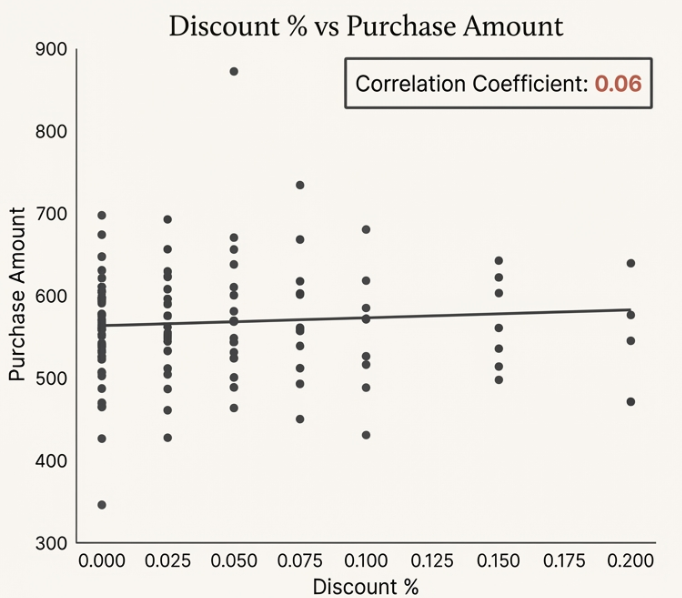 Discount % vs Purchase Amount
Correlation Coefficient: 0.06
Purchase Amount
900
800
700
600
500
400
300
0.000 0.025 0.050 0.075 0.100 0.125 0.150 0.175 0.200
Discount %